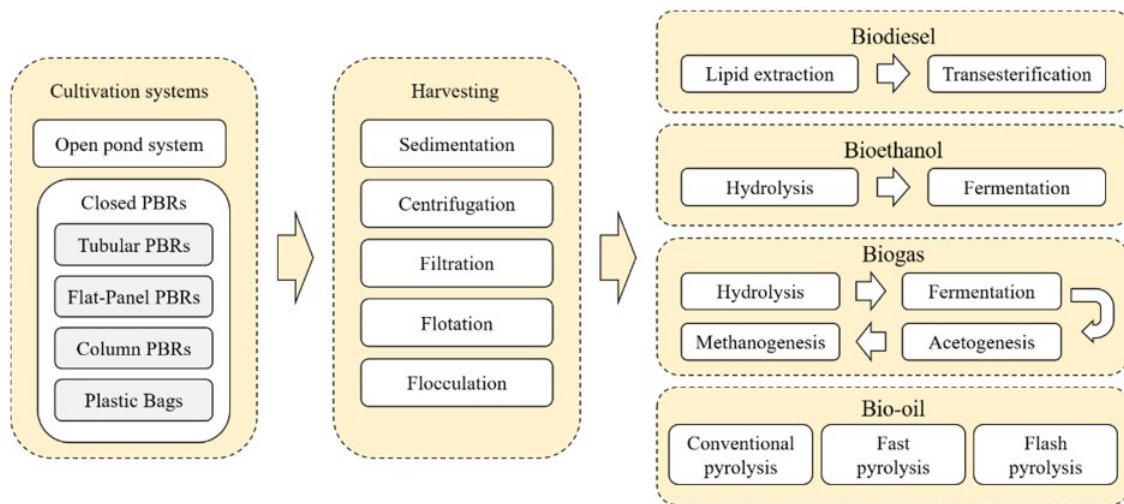 Cultivation systems
Open pond system
Closed PBRs
Tubular PBRs
Flat-Panel PBRs
Column PBRs
Plastic Bags
Harvesting
Sedimentation
Centrifugation
Filtration
Flotation
Flocculation
Biodiesel
Lipid extraction
Transesterification
Bioethanol
Hydrolysis
Fermentation
Biogas
Hydrolysis
Fermentation
Methanogenesis
Acetogenesis
Bio-oil
Conventional
pyrolysis
Fast
pyrolysis
Flash
pyrolysis